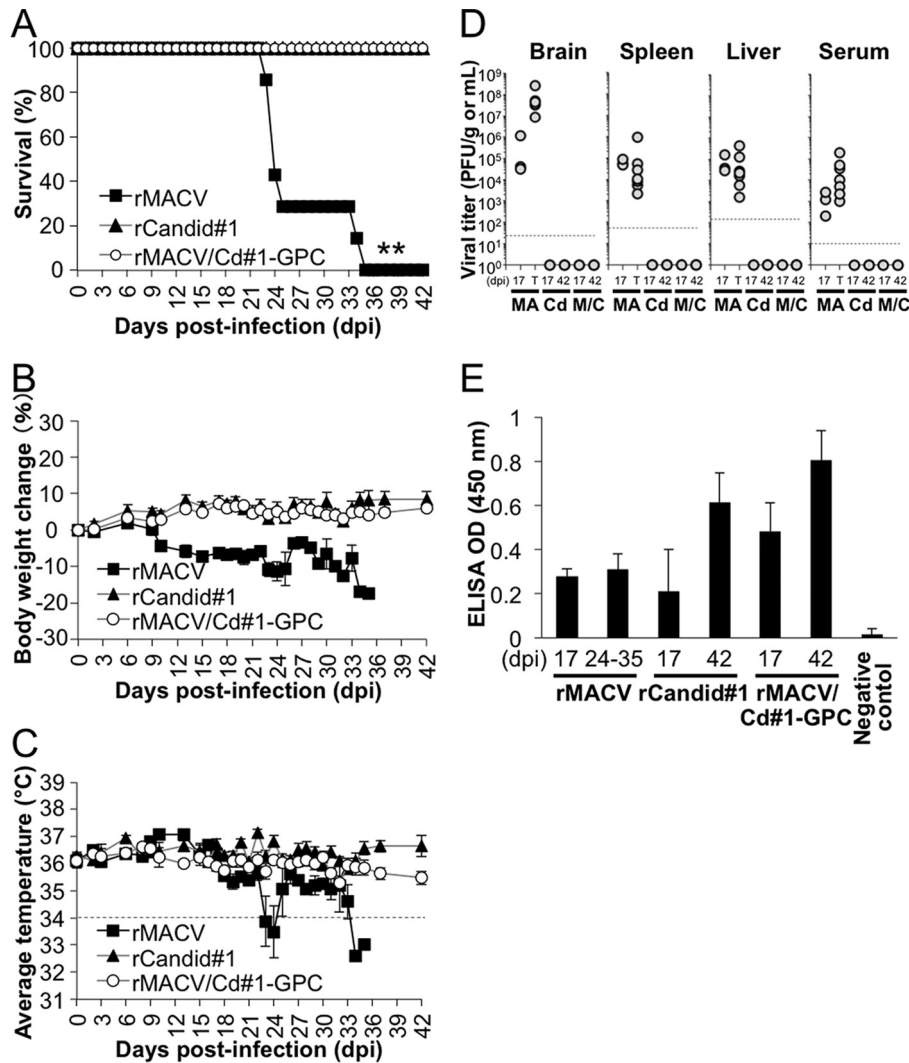 A
Survival (%)
100
80
60
40
20
0
rMACV
rCandid#1
rMACV/Cd#1-GPC
**
0 3 6 9 12 15 18 21 24 27 30 33 36 39 42
Days post-infection (dpi)
B
Body weight change (%)
30
20
10
0
-10
-20
-30
rMACV
rCandid#1
rMACV/Cd#1-GPC
0 3 6 9 12 15 18 21 24 27 30 33 36 39 42
Days post-infection (dpi)
C
Average temperature (°C)
39
38
37
36
35
34
33
32
31
rMACV
rCandid#1
rMACV/Cd#1-GPC
0 3 6 9 12 15 18 21 24 27 30 33 36 39 42
Days post-infection (dpi)
D
Brain Spleen Liver Serum
Viral titer (PFU/g or mL)
10⁹
10⁸
10⁷
10⁶
10⁵
10⁴
10³
10²
10¹
10⁰
(dpi) 17 T 17 42 17 42 17 T 17 42 17 42 17 T 17 42 17 42 17 T 17 42 17 42
MA Cd M/C MA Cd M/C MA Cd M/C MA Cd M/C
E
ELISA OD (450 nm)
1
0.8
0.6
0.4
0.2
0
(dpi) 17 24-35 17 42 17 42
rMACV rCandid#1 rMACV/
Cd#1-GPC
Negative
contol